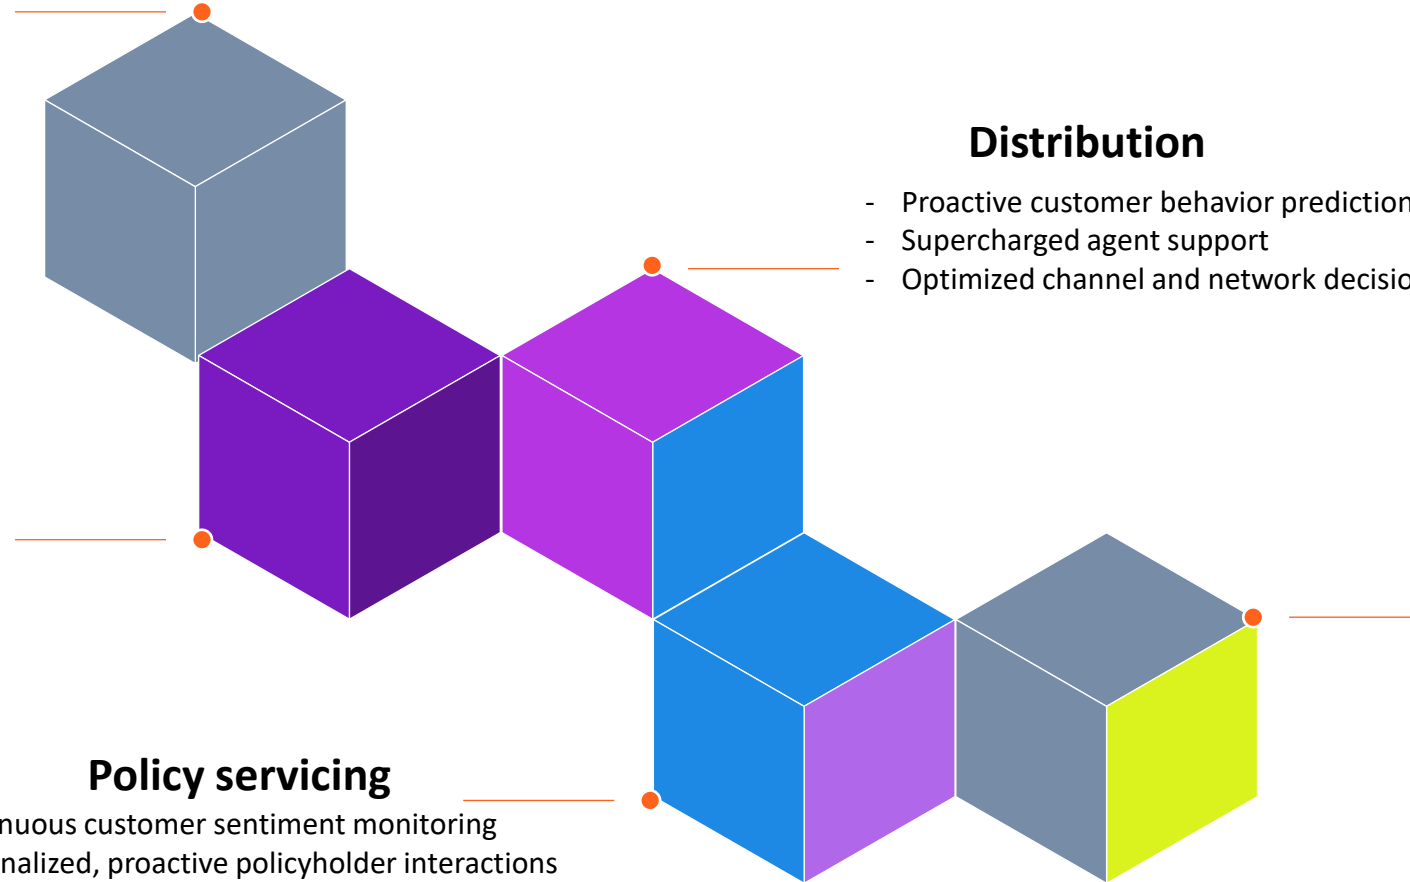 Distribution
- Proactive customer behavior prediction
- Supercharged agent support
- Optimized channel and network decisio
Policy servicing
nuous customer sentiment monitoring
nalized, proactive policyholder interactions